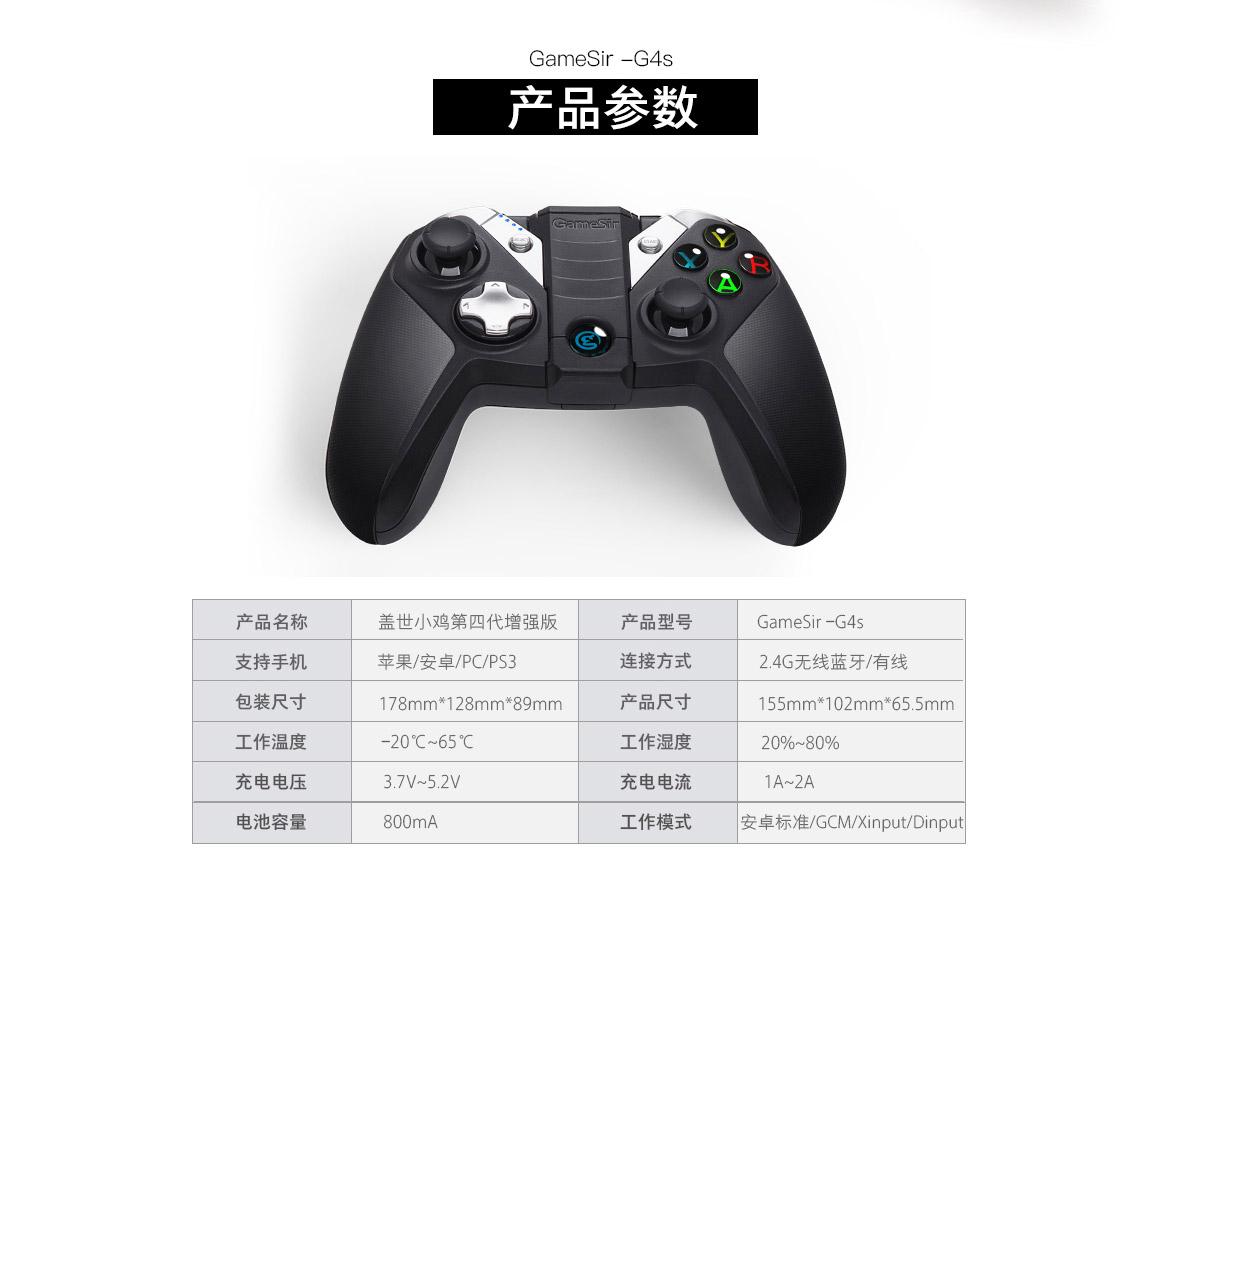 GameSir –G4s
产品参数
GameSir
Y
X
B
A
产品名称 盖世小鸡第四代增强版 产品型号 GameSir –G4s
支持手机 苹果/安卓/PC/PS3 连接方式 2.4G无线蓝牙/有线
包装尺寸 178mm*128mm*89mm 产品尺寸 155mm*102mm*65.5mm
工作温度 –20℃~65℃ 工作湿度 20%~80%
充电电压 3.7V~5.2V 充电电流 1A~2A
电池容量 800mA 工作模式 安卓标准/GCM/Xinput/Dinput